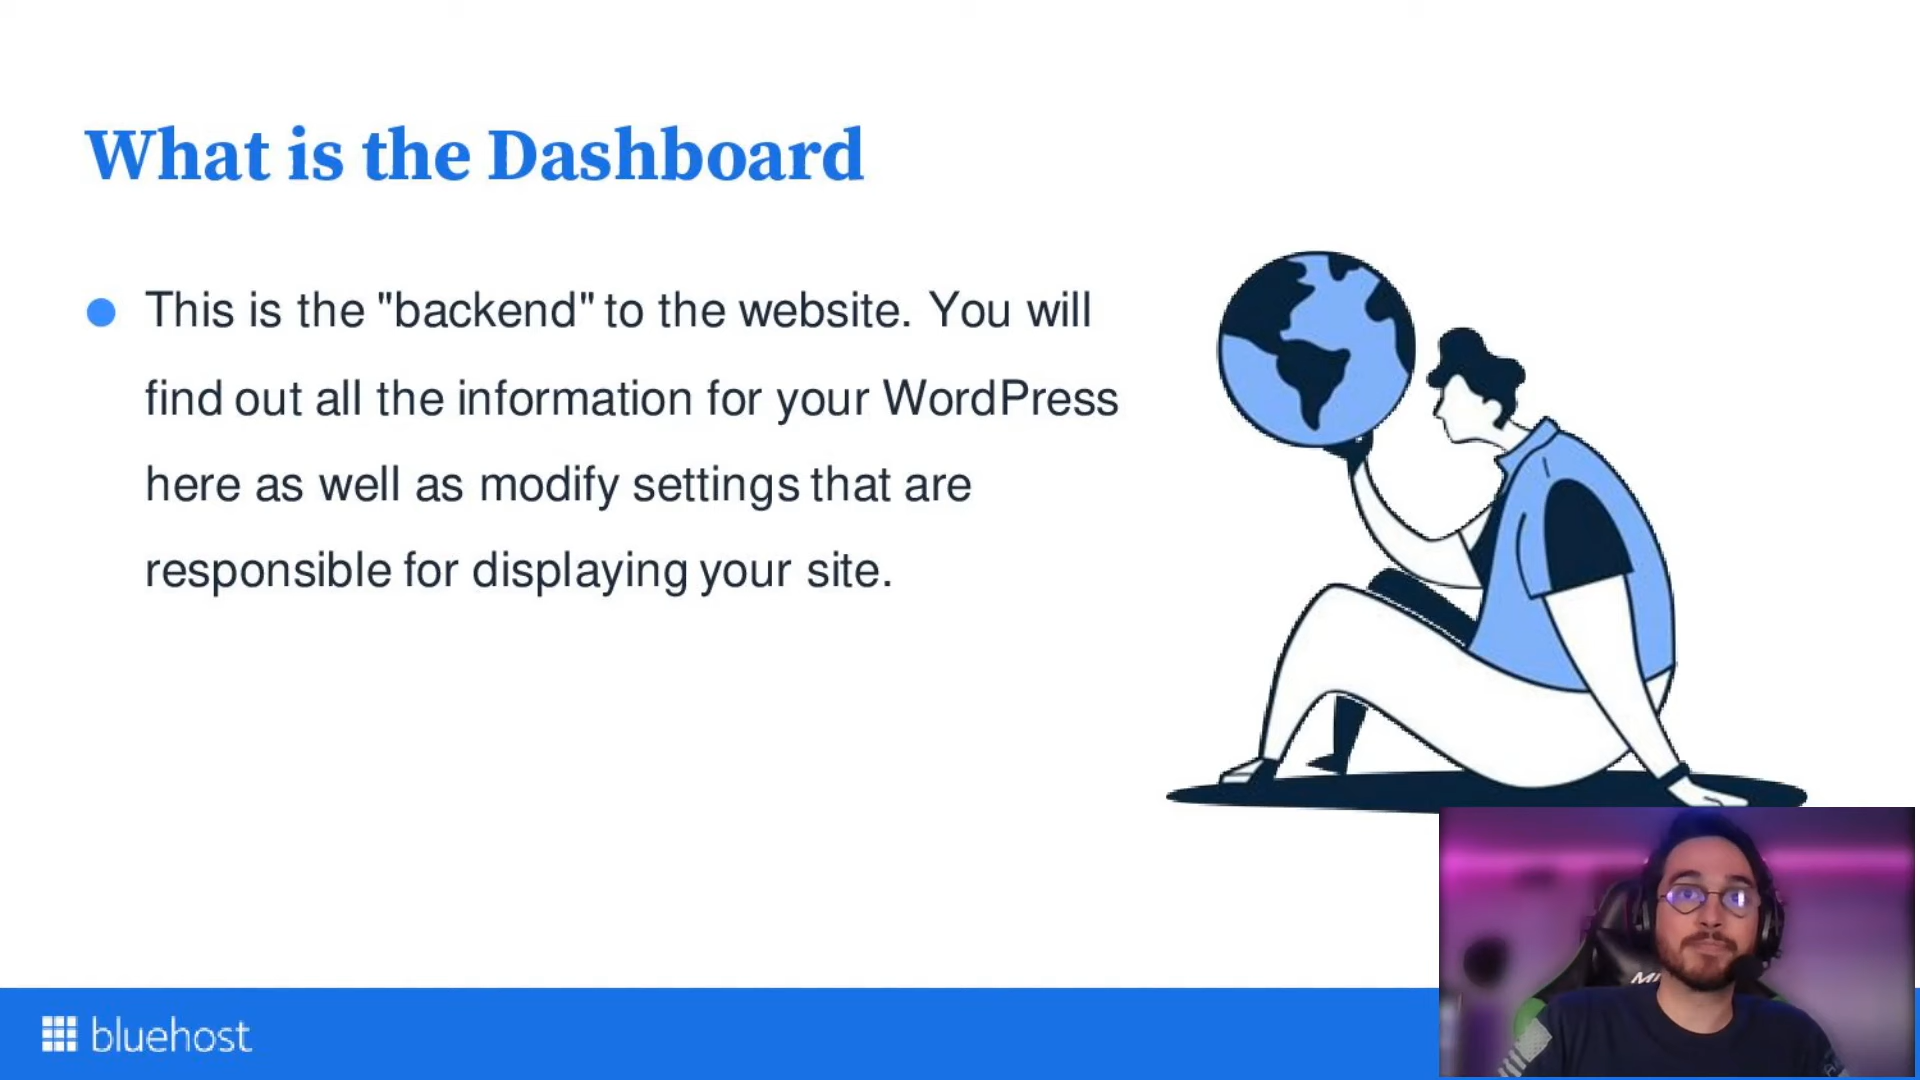 What is the Dashboard
This is the "backend" to the website. You will
find out all the information for your WordPress
here as well as modify settings that are
responsible for displaying your site.
bluehost